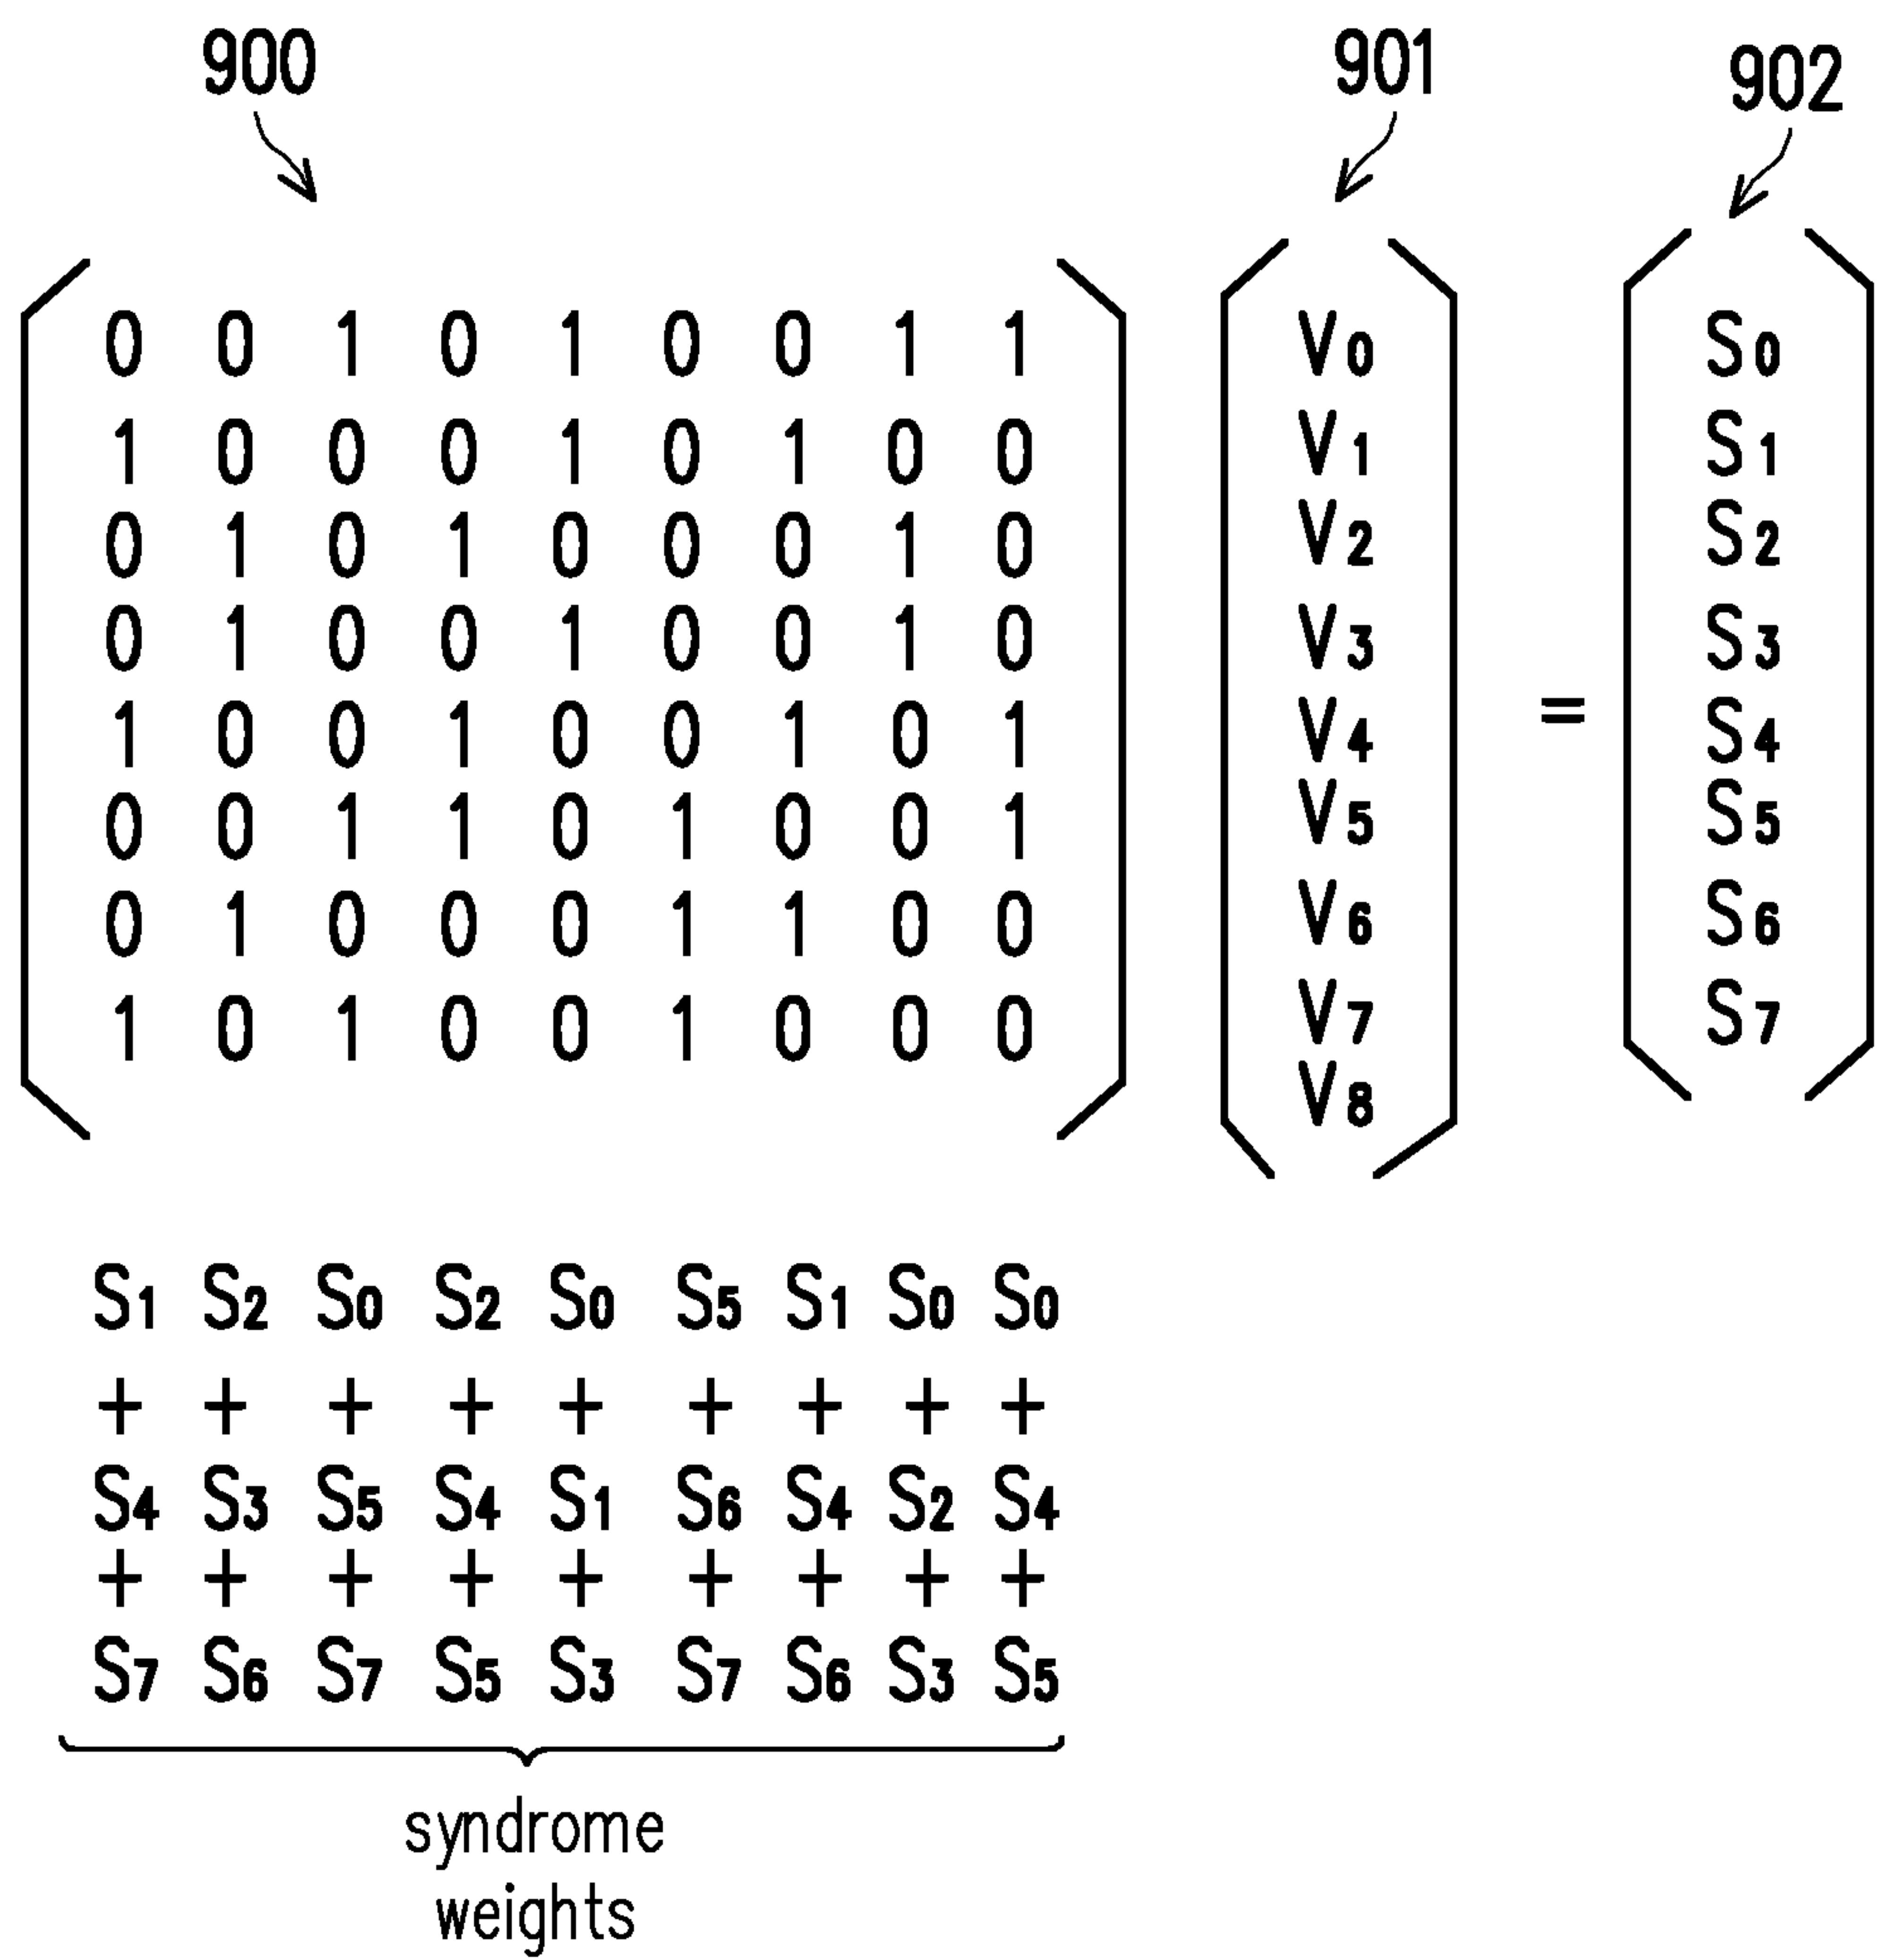 900 901 902
0 0 1 0 1 0 0 1 1 V0 S0
1 0 0 0 1 0 1 0 0 V1 S1
0 1 0 1 0 0 0 1 0 V2 S2
0 1 0 0 1 0 0 1 0 V3 S3
1 0 0 1 0 0 1 0 1 V4 = S4
0 0 1 1 0 1 0 0 1 V5 S5
0 1 0 0 0 1 1 0 0 V6 S6
1 0 1 0 0 1 0 0 0 V7 S7
V8
S1 S2 S0 S2 S0 S5 S1 S0 S0
+ + + + + + + + +
S4 S3 S5 S4 S1 S6 S4 S2 S4
+ + + + + + + + +
S7 S6 S7 S5 S3 S7 S6 S3 S5
syndrome
weights